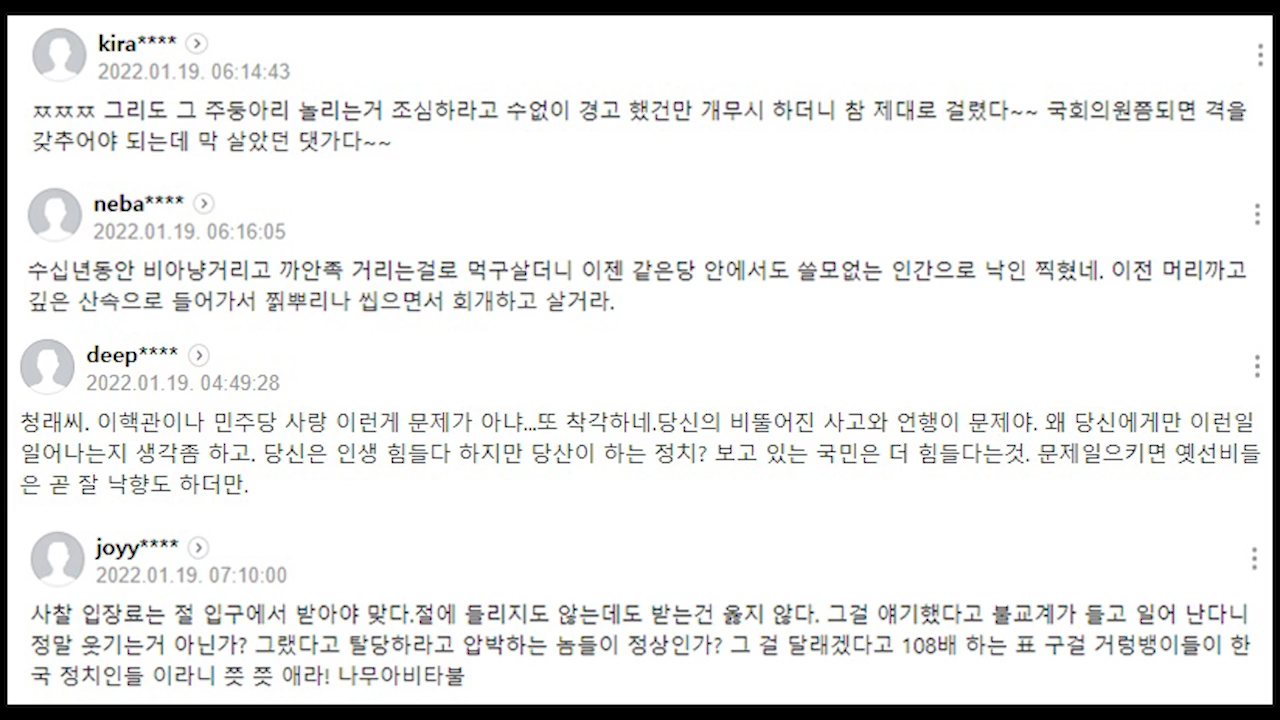 kira****
2022.01.19. 06:14:43
ㅉㅉㅉ 그리도 그 주둥아리 놀리는거 조심하라고 수없이 경고 했건만 개무시 하더니 참 제대로 걸렸다~~ 국회의원쯤되면 격을
갖추어야 되는데 막 살았던 댓가다~~
neba****
2022.01.19. 06:16:05
수십년동안 비아냥거리고 까안족 거리는걸로 먹구살더니 이젠 같은당 안에서도 쓸모없는 인간으로 낙인 찍혔네. 이전 머리까고
깊은 산속으로 들어가서 찕뿌리나 씹으면서 회개하고 살거라.
deep****
2022.01.19. 04:49:28
청래씨. 이핵관이나 민주당 사랑 이런게 문제가 아냐...또 착각하네.당신의 비뚤어진 사고와 언행이 문제야. 왜 당신에게만 이런일
일어나는지 생각좀 하고. 당신은 인생 힘들다 하지만 당산이 하는 정치? 보고 있는 국민은 더 힘들다는것. 문제일으키면 옛선비들
은 곧 잘 낙향도 하더만.
joyy****
2022.01.19. 07:10:00
사찰 입장료는 절 입구에서 받아야 맞다.절에 들리지도 않는데도 받는건 옳지 않다. 그걸 얘기했다고 불교계가 들고 일어 난다니
정말 웃기는거 아닌가? 그랬다고 탈당하라고 압박하는 놈들이 정상인가? 그 걸 달래겠다고 108배 하는 표 구걸 거렁뱅이들이 한
국 정치인들 이라니 쯧 쯧 애라! 나무아비타불